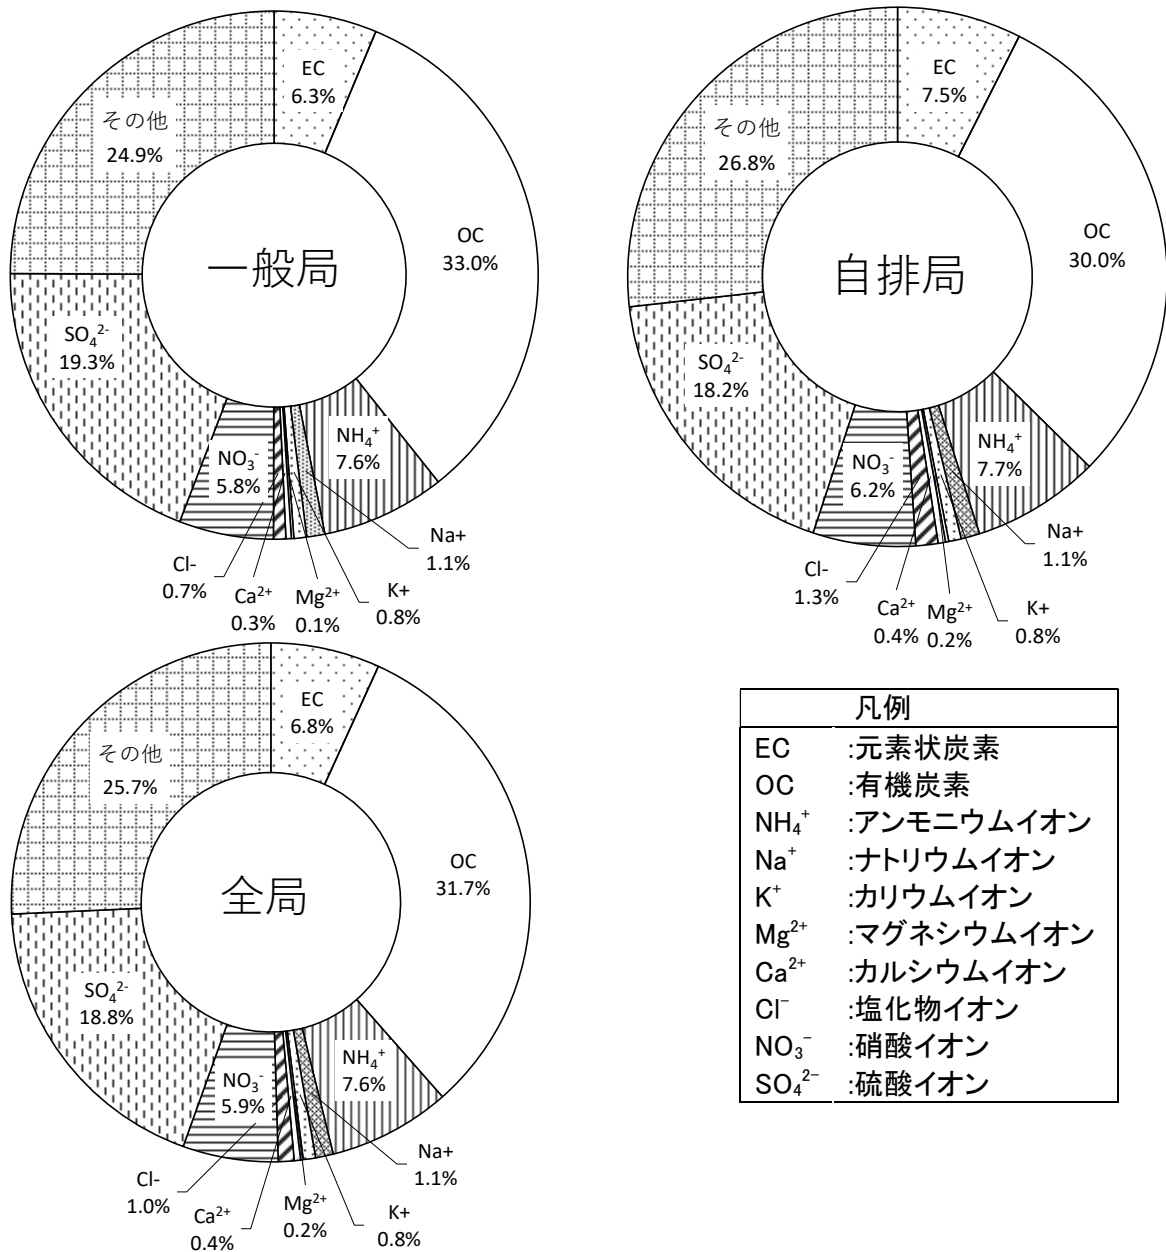 EC
6.3%
OC
33.0%
NH₄⁺
7.6%
Na+
1.1%
K+
0.8%
Mg²⁺
0.1%
Ca²⁺
0.3%
Cl-
0.7%
NO₃⁻
5.8%
SO₄²⁻
19.3%
その他
24.9%
一般局
EC
7.5%
OC
30.0%
NH₄⁺
7.7%
Na+
1.1%
K+
0.8%
Mg²⁺
0.2%
Ca²⁺
0.4%
Cl-
1.3%
NO₃⁻
6.2%
SO₄²⁻
18.2%
その他
26.8%
自排局
EC
6.8%
OC
31.7%
NH₄⁺
7.6%
Na+
1.1%
K+
0.8%
Mg²⁺
0.2%
Ca²⁺
0.4%
Cl-
1.0%
NO₃⁻
5.9%
SO₄²⁻
18.8%
その他
25.7%
全局
凡例
EC :元素状炭素
OC :有機炭素
NH₄⁺ :アンモニウムイオン
Na⁺ :ナトリウムイオン
K⁺ :カリウムイオン
Mg²⁺ :マグネシウムイオン
Ca²⁺ :カルシウムイオン
Cl⁻ :塩化物イオン
NO₃⁻ :硝酸イオン
SO₄²⁻ :硫酸イオン